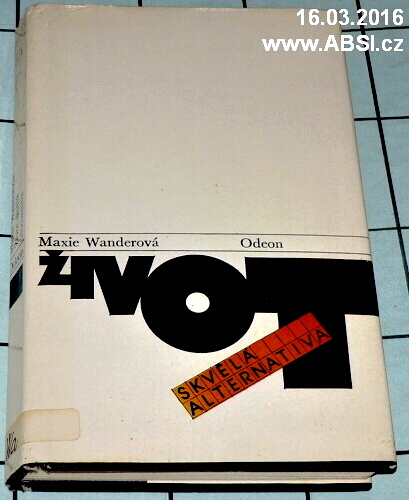 16.03.2016
www.ABSI.cz
Maxie Wanderová Odeon
ŽIVOT
SKVĚLÁ
ALTERNATIVA